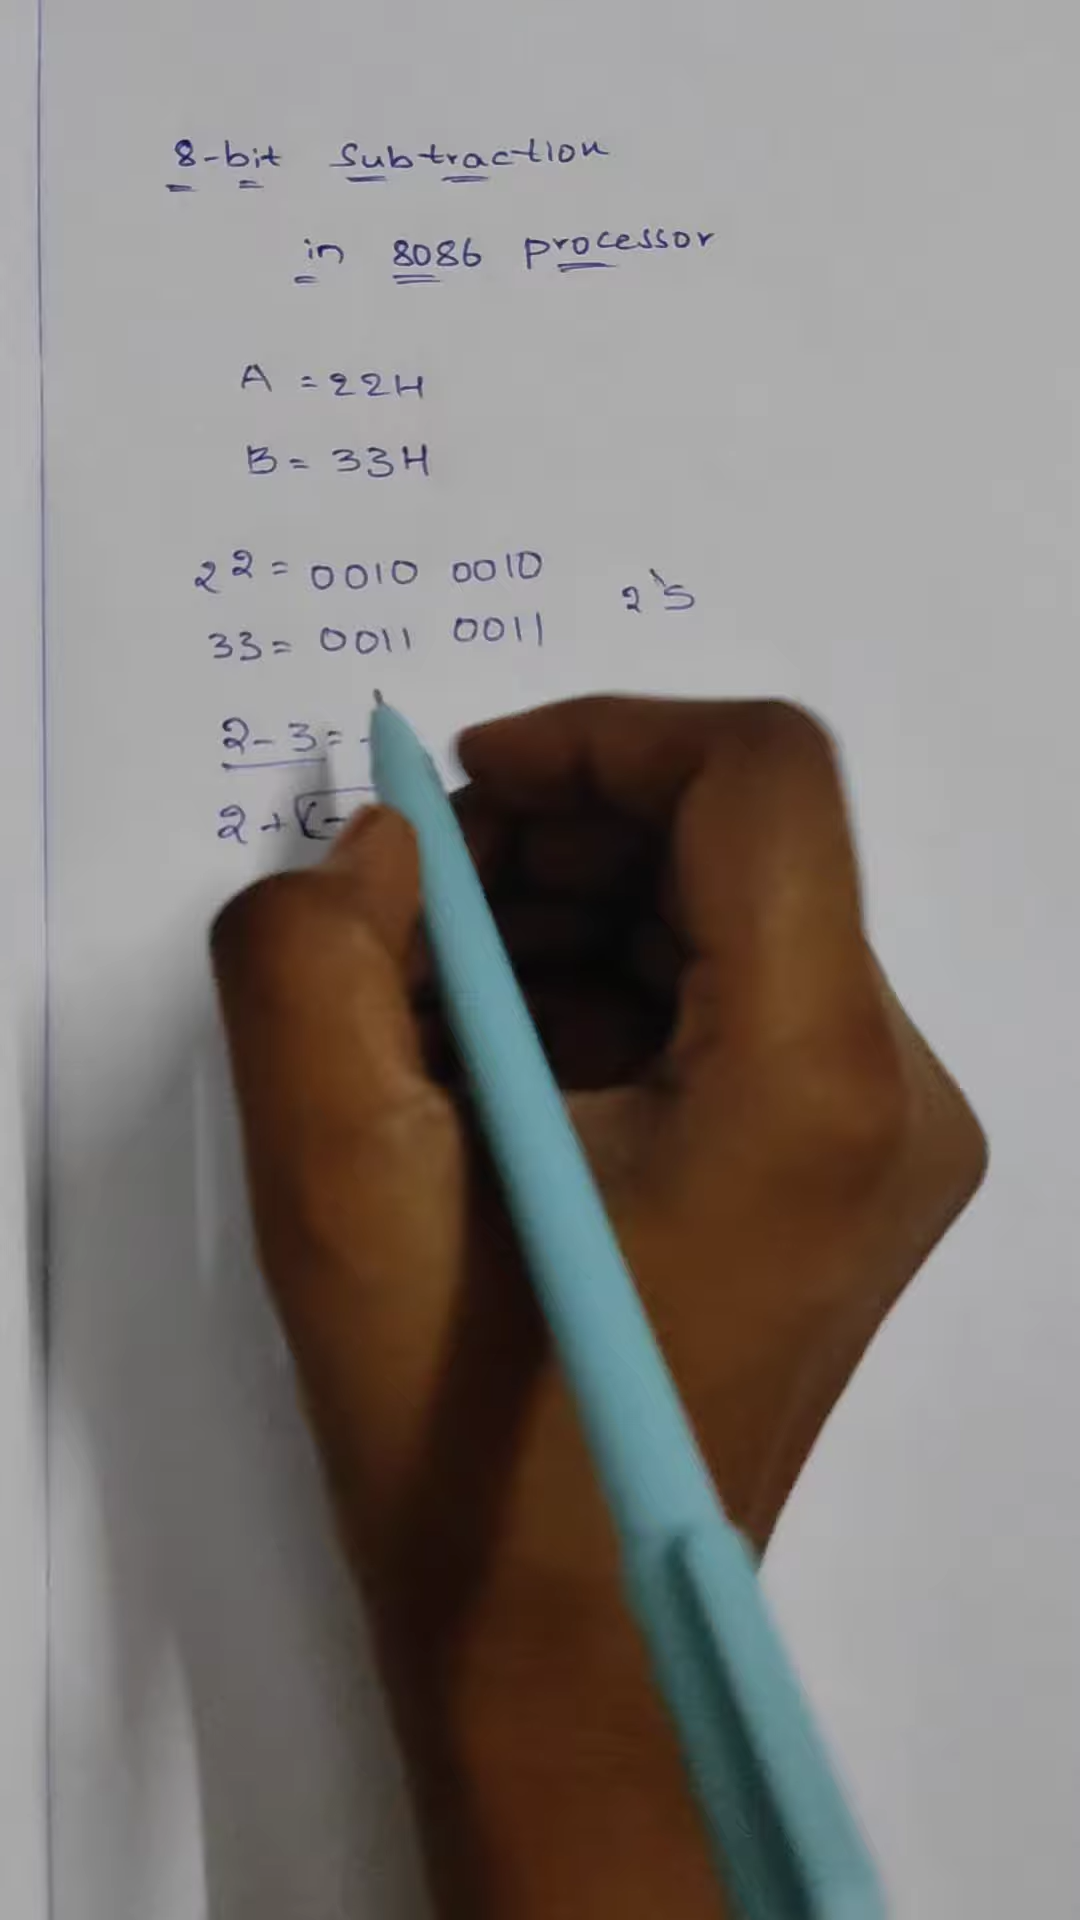 8-bit Subtraction
in 8086 processor
A = 22H
B = 33H
22 = 0010 0010
33 = 0011 0011
2's
2 - 3 = -
2 + (-